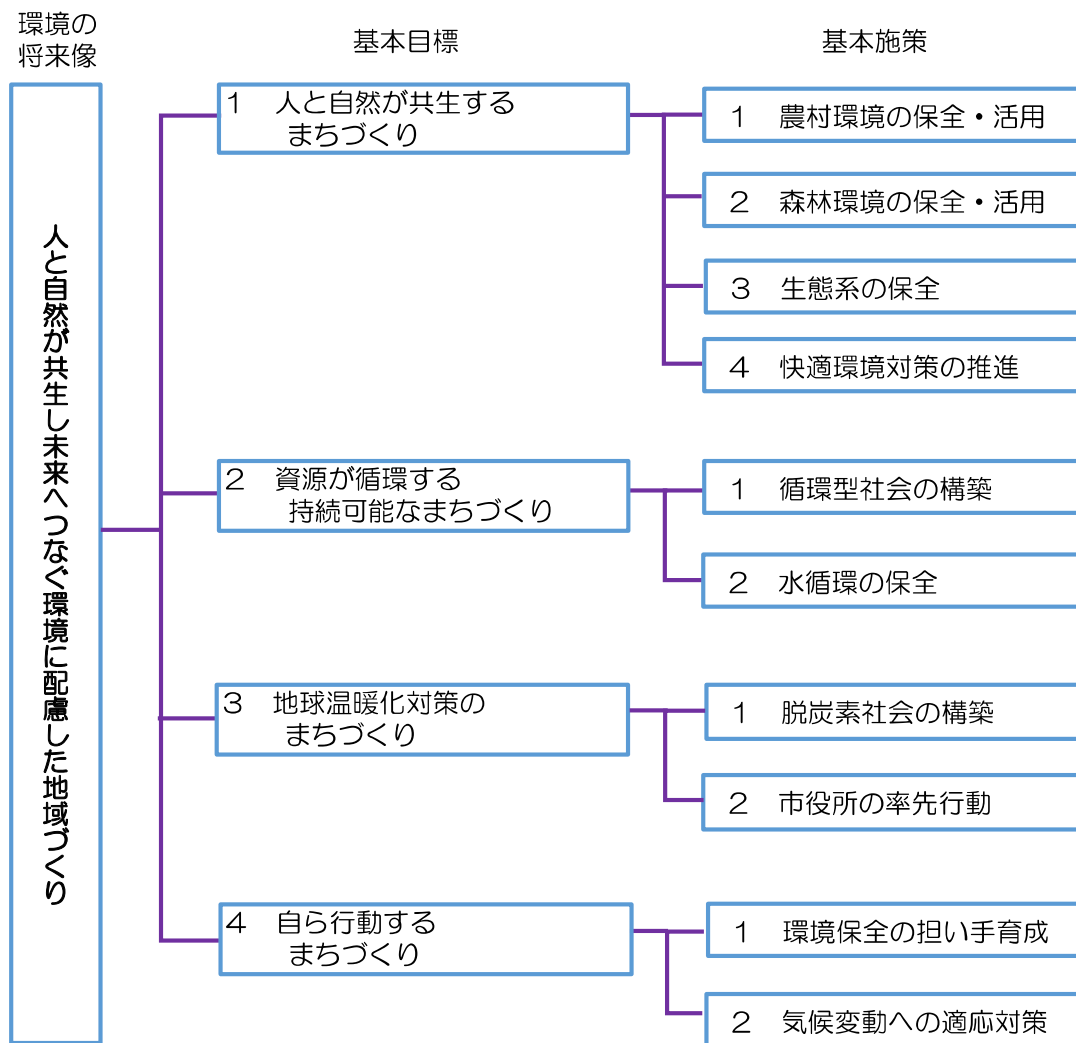 環境の
将来像
基本目標
基本施策
人と自然が共生し未来へつなぐ環境に配慮した地域づくり
1 人と自然が共生する
まちづくり
1 農村環境の保全・活用
2 森林環境の保全・活用
3 生態系の保全
4 快適環境対策の推進
2 資源が循環する
持続可能なまちづくり
1 循環型社会の構築
2 水循環の保全
3 地球温暖化対策の
まちづくり
1 脱炭素社会の構築
2 市役所の率先行動
4 自ら行動する
まちづくり
1 環境保全の担い手育成
2 気候変動への適応対策